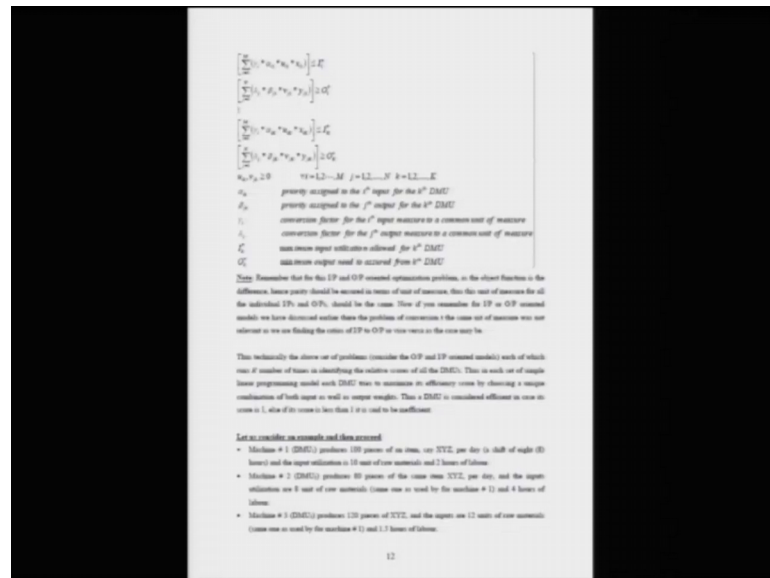 priority assigned to the i^th input for the k^th DMU
priority assigned to the j^th output for the k^th DMU
conversion factor for the i^th input measure to a common unit of measure
conversion factor for the j^th output measure to a common unit of measure
maximum input utilization allowed for k^th DMU
minimum output need to accured from k^th DMU
Note: Remember that for this I/P and O/P oriented optimization problem, as the object function is the
difference, hence parity should be ensured in terms of unit of measure, thus this unit of measure for all
the individual I/Ps and O/Ps, should be the same. Now if you remember for I/P or O/P oriented
models we have discussed earlier there the problem of conversion t the same unit of measure was not
relevant as we are finding the ratios of I/P to O/P or vice versa as the case may be.
Thus technically the above set of problems (consider the O/P and I/P oriented models) each of which
runs K number of times in identifying the relative scores of all the DMUs. Thus in each set of simple
linear programming model each DMU tries to maximize its efficiency score by choosing a unique
combination of both input as well as output weights. Thus a DMU is considered efficient in case its
score is 1, else if its score is less than 1 it is said to be inefficient.
Let us consider an example and then proceed
• Machine # 1 (DMU₁) produces 100 pieces of an item, say XYZ, per day (a shift of eight (8)
hours) and the input utilization is 10 unit of raw materials and 2 hours of labour.
• Machine # 2 (DMU₂) produces 80 pieces of the same item XYZ, per day, and the inputs
utilization are 8 unit of raw materials (same one as used by the machine # 1) and 4 hours of
labour.
• Machine # 3 (DMU₃) produces 120 pieces of XYZ, and the inputs are 12 units of raw materials
(same one as used by the machine # 1) and 1.5 hours of labour.
12